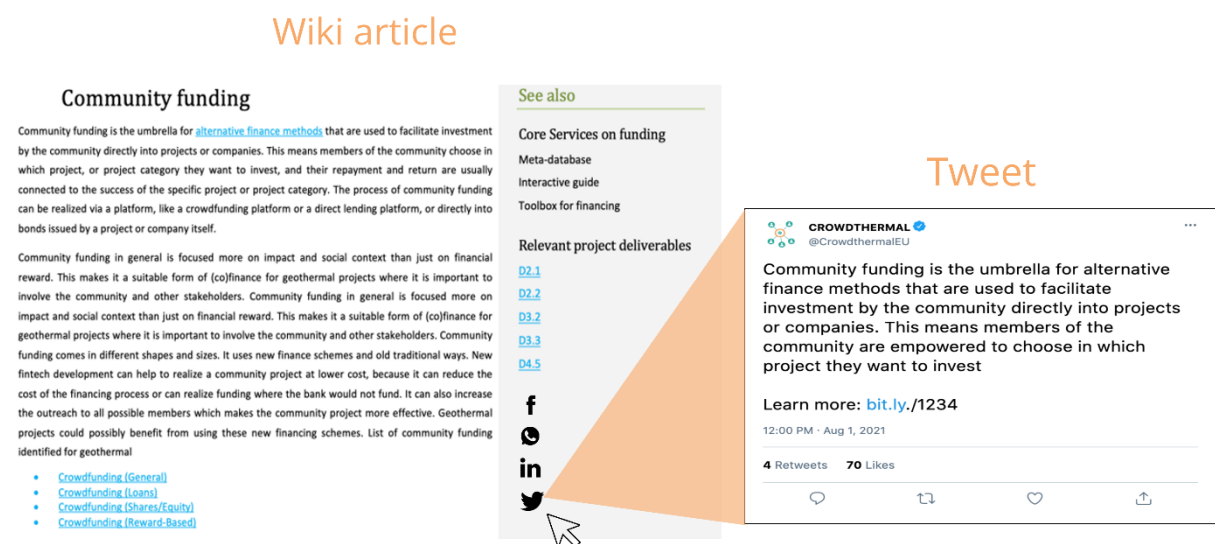 Wiki article
Community funding
Community funding is the umbrella for alternative finance methods that are used to facilitate investment
by the community directly into projects or companies. This means members of the community choose in
which project, or project category they want to invest, and their repayment and return are usually
connected to the success of the specific project or project category. The process of community funding
can be realized via a platform, like a crowdfunding platform or a direct lending platform, or directly into
bonds issued by a project or company itself.
Community funding in general is focused more on impact and social context than just on financial
reward. This makes it a suitable form of (co)finance for geothermal projects where it is important to
involve the community and other stakeholders. Community funding in general is focused more on
impact and social context than just on financial reward. This makes it a suitable form of (co)finance for
geothermal projects where it is important to involve the community and other stakeholders. Community
funding comes in different shapes and sizes. It uses new finance schemes and old traditional ways. New
fintech development can help to realize a community project at lower cost, because it can reduce the
cost of the financing process or can realize funding where the bank would not fund. It can also increase
the outreach to all possible members which makes the community project more effective. Geothermal
projects could possibly benefit from using these new financing schemes. List of community funding
identified for geothermal
• Crowdfunding (General)
• Crowdfunding (Loans)
• Crowdfunding (Shares/Equity)
• Crowdfunding (Reward-Based)
See also
Core Services on funding
Meta-database
Interactive guide
Toolbox for financing
Relevant project deliverables
D2.1
D2.2
D3.2
D3.3
D4.5
Tweet
CROWDTHERMAL
@CrowdthermalEU
Community funding is the umbrella for alternative
finance methods that are used to facilitate
investment by the community directly into projects
or companies. This means members of the
community are empowered to choose in which
project they want to invest
Learn more: bit.ly./1234
12:00 PM · Aug 1, 2021
4 Retweets 70 Likes